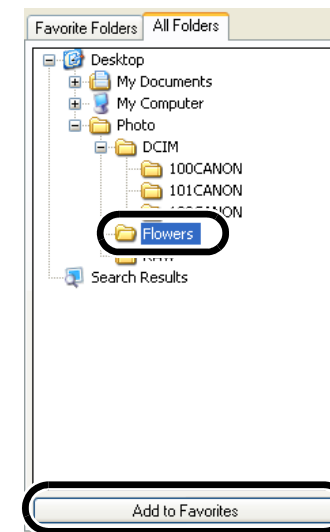 Favorite Folders All Folders
Desktop
My Documents
My Computer
Photo
DCIM
100CANON
101CANON
Flowers
Search Results
Add to Favorites